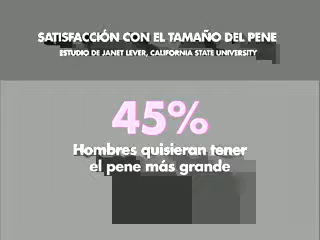 SATISFACCIÓN CON EL TAMAÑO DEL PENE
ESTUDIO DE JANET LEVER, CALIFORNIA STATE UNIVERSITY
45%
Hombres quisieran tener
el pene más grande